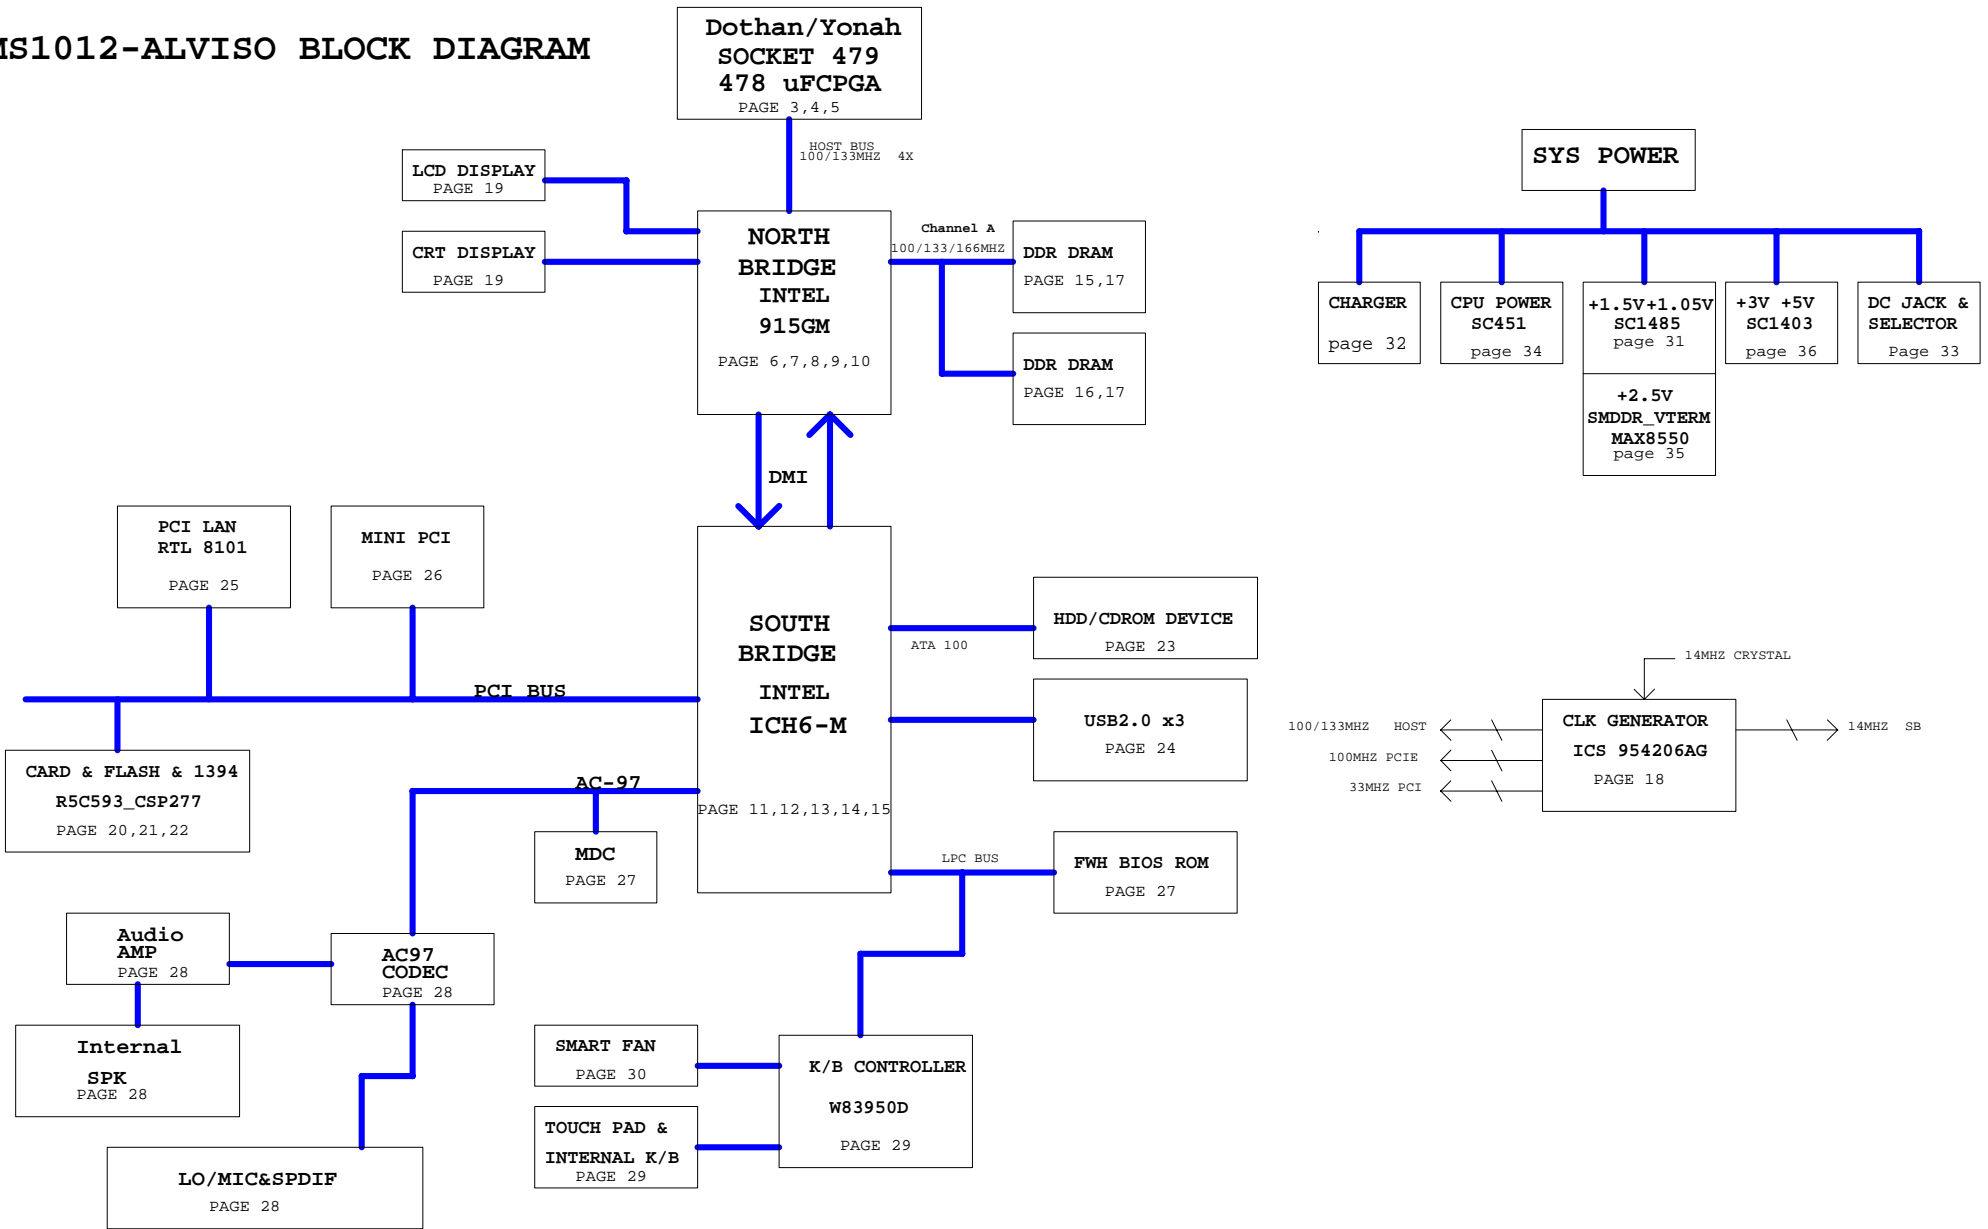 MS1012-ALVISO BLOCK DIAGRAM
Dothan/Yonah
SOCKET 479
478 uFCPGA
PAGE 3,4,5
HOST BUS
100/133MHZ 4X
LCD DISPLAY
PAGE 19
CRT DISPLAY
PAGE 19
NORTH
BRIDGE
INTEL
915GM
PAGE 6,7,8,9,10
Channel A
100/133/166MHZ
DDR DRAM
PAGE 15,17
DDR DRAM
PAGE 16,17
SYS POWER
CHARGER
page 32
CPU POWER
SC451
page 34
+1.5V+1.05V
SC1485
page 31
+3V +5V
SC1403
page 36
DC JACK &
SELECTOR
Page 33
+2.5V
SMDDR_VTERM
MAX8550
page 35
DMI
PCI LAN
RTL 8101
PAGE 25
MINI PCI
PAGE 26
PCI BUS
SOUTH
BRIDGE
INTEL
ICH6-M
PAGE 11,12,13,14,15
ATA 100
HDD/CDROM DEVICE
PAGE 23
USB2.0 x3
PAGE 24
14MHZ CRYSTAL
CLK GENERATOR
ICS 954206AG
PAGE 18
100/133MHZ HOST
100MHZ PCIE
33MHZ PCI
14MHZ SB
CARD & FLASH & 1394
R5C593_CSP277
PAGE 20,21,22
AC-97
MDC
PAGE 27
LPC BUS
FWH BIOS ROM
PAGE 27
Audio
AMP
PAGE 28
AC97
CODEC
PAGE 28
Internal
SPK
PAGE 28
LO/MIC&SPDIF
PAGE 28
SMART FAN
PAGE 30
TOUCH PAD &
INTERNAL K/B
PAGE 29
K/B CONTROLLER
W83950D
PAGE 29